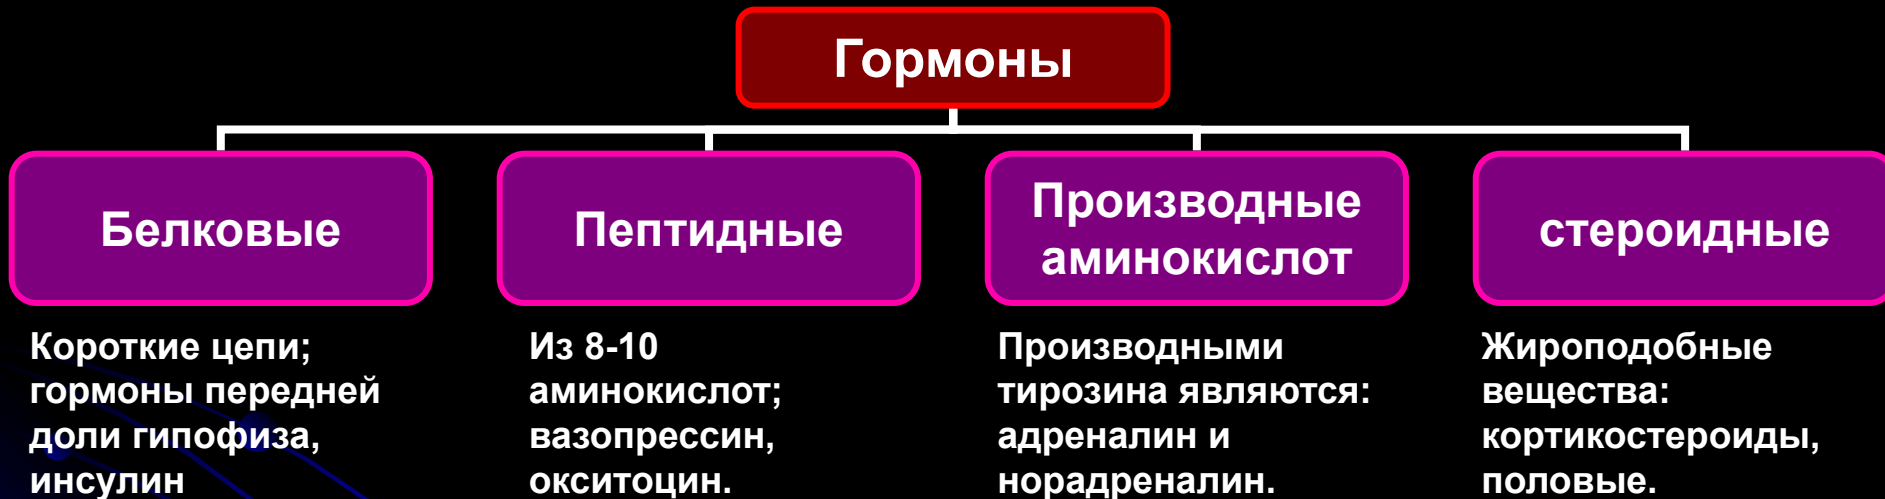 Гормоны
Белковые
Пептидные
Производные
аминокислот
стероидные
Короткие цепи;
гормоны передней
доли гипофиза,
инсулин
Из 8-10
аминокислот;
вазопрессин,
окситоцин.
Производными
тирозина являются:
адреналин и
норадреналин.
Жироподобные
вещества:
кортикостероиды,
половые.